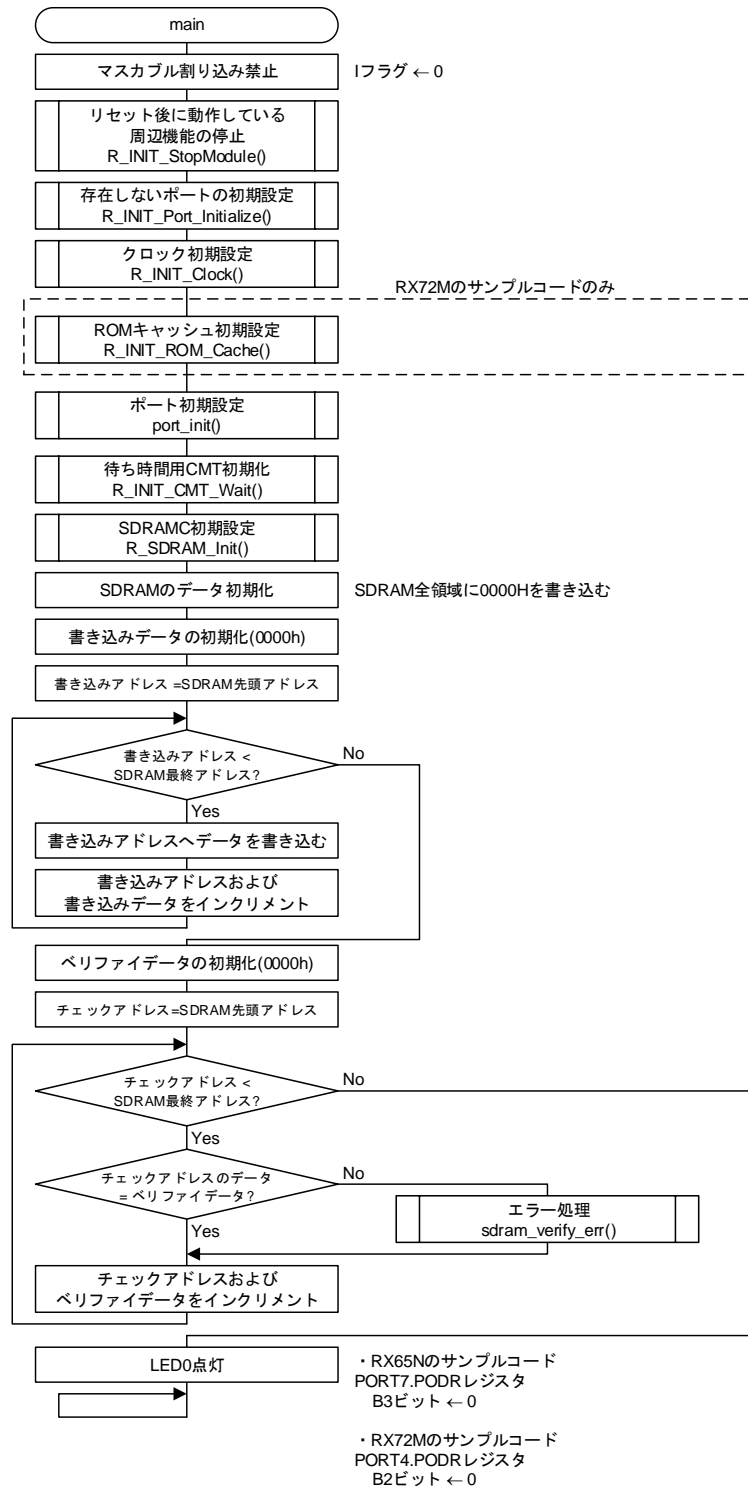 main
マスカブル割り込み禁止
Iフラグ ← 0
リセット後に動作している
周辺機能の停止
R_INIT_StopModule()
存在しないポートの初期設定
R_INIT_Port_Initialize()
クロック初期設定
R_INIT_Clock()
RX72Mのサンプルコードのみ
ROMキャッシュ初期設定
R_INIT_ROM_Cache()
ポート初期設定
port_init()
待ち時間用CMT初期化
R_INIT_CMT_Wait()
SDRAMC初期設定
R_SDRAM_Init()
SDRAMのデータ初期化
SDRAM全領域に0000Hを書き込む
書き込みデータの初期化(0000h)
書き込みアドレス =SDRAM先頭アドレス
書き込みアドレス <
SDRAM最終アドレス?
No
Yes
書き込みアドレスへデータを書き込む
書き込みアドレスおよび
書き込みデータをインクリメント
ベリファイデータの初期化(0000h)
チェックアドレス=SDRAM先頭アドレス
チェックアドレス <
SDRAM最終アドレス?
No
Yes
チェックアドレスのデータ
= ベリファイデータ?
No
エラー処理
sdram_verify_err()
Yes
チェックアドレスおよび
ベリファイデータをインクリメント
LED0点灯
・RX65Nのサンプルコード
PORT7.PODRレジスタ
B3ビット ← 0
・RX72Mのサンプルコード
PORT4.PODRレジスタ
B2ビット ← 0